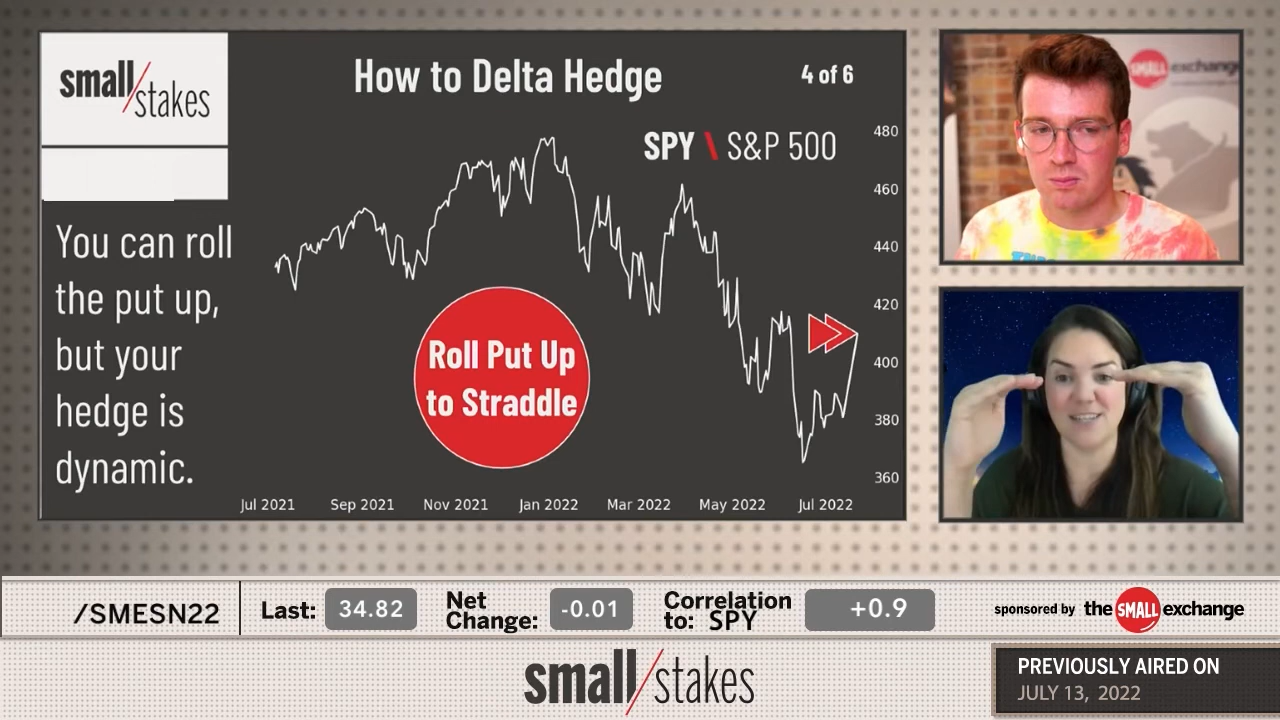 small/stakes
How to Delta Hedge
4 of 6
SPY \ S&P 500
You can roll
the put up,
but your
hedge is
dynamic.
Roll Put Up
to Straddle
480
460
440
420
400
380
360
Jul 2021
Sep 2021
Nov 2021
Jan 2022
Mar 2022
May 2022
Jul 2022
SMALL exchange
/SMESN22
Last: 34.82
Net
Change: -0.01
Correlation
to: SPY +0.9
sponsored by the SMALL exchange
small/stakes
PREVIOUSLY AIRED ON
JULY 13, 2022